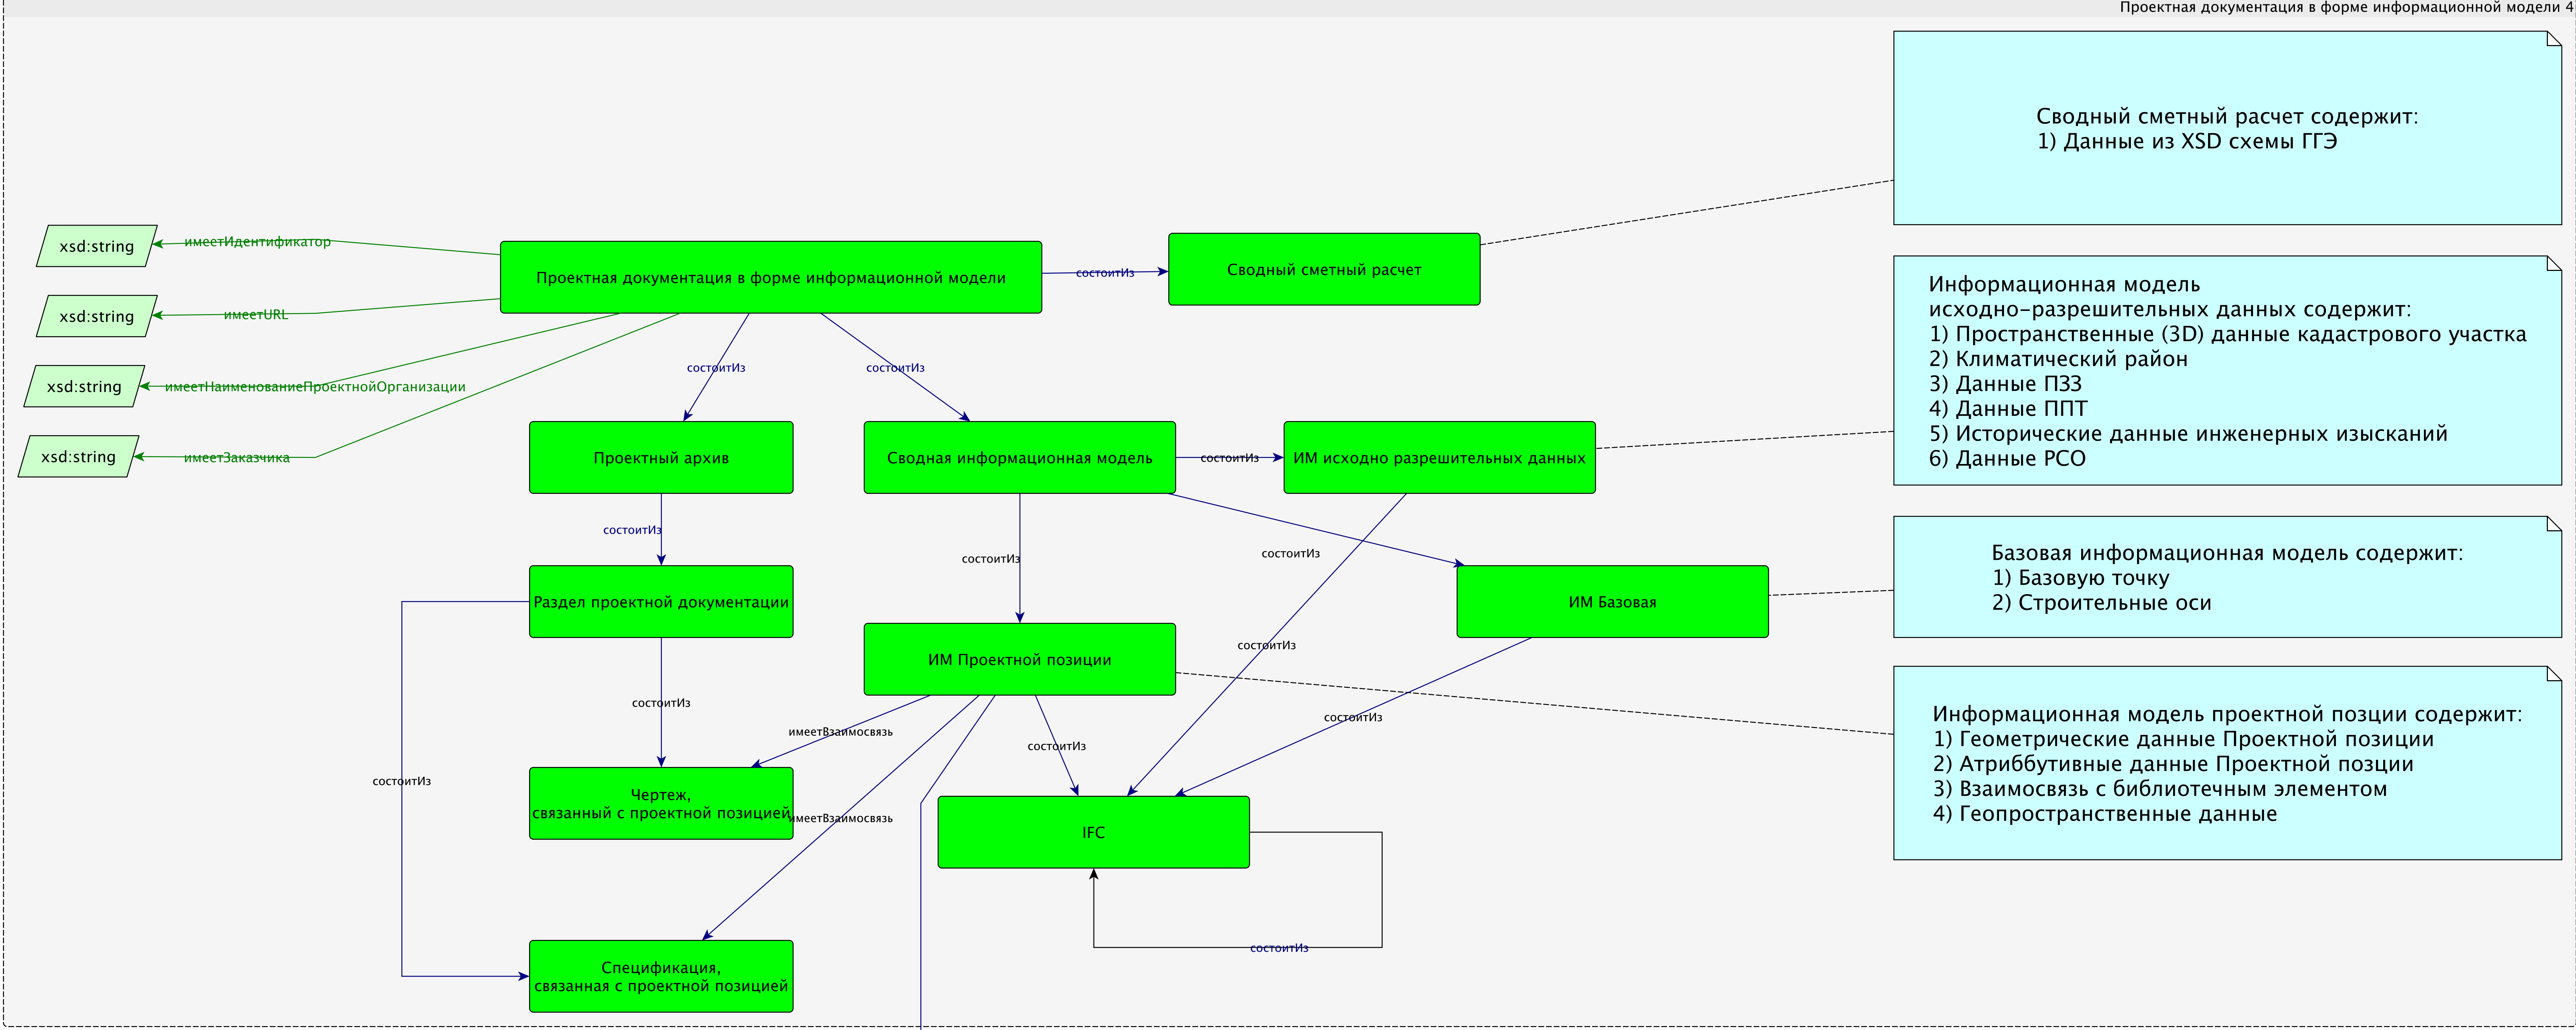 Проектная документация в форме информационной модели 4
Сводный сметный расчет содержит:
1) Данные из XSD схемы ГГЭ
xsd:string
имеетИдентификатор
Проектная документация в форме информационной модели
состоитИз
Сводный сметный расчет
xsd:string
имеетURL
Информационная модель
исходно-разрешительных данных содержит:
1) Пространственные (3D) данные кадастрового участка
2) Климатический район
3) Данные ПЗЗ
4) Данные ППТ
5) Исторические данные инженерных изысканий
6) Данные РСО
xsd:string
имеетНаименованиеПроектнойОрганизации
состоитИз
состоитИз
xsd:string
имеетЗаказчика
Проектный архив
Сводная информационная модель
состоитИз
ИМ исходно разрешительных данных
состоитИз
состоитИз
состоитИз
Базовая информационная модель содержит:
1) Базовую точку
2) Строительные оси
Раздел проектной документации
ИМ Базовая
ИМ Проектной позиции
состоитИз
состоитИз
имеетВзаимосвязь
состоитИз
состоитИз
Информационная модель проектной позции содержит:
1) Геометрические данные Проектной позиции
2) Атриббутивные данные Проектной позции
3) Взаимосвязь с библиотечным элементом
4) Геопространственные данные
состоитИз
Чертеж,
связанный с проектной позицией
имеетВзаимосвязь
IFC
состоитИз
Спецификация,
связанная с проектной позицией